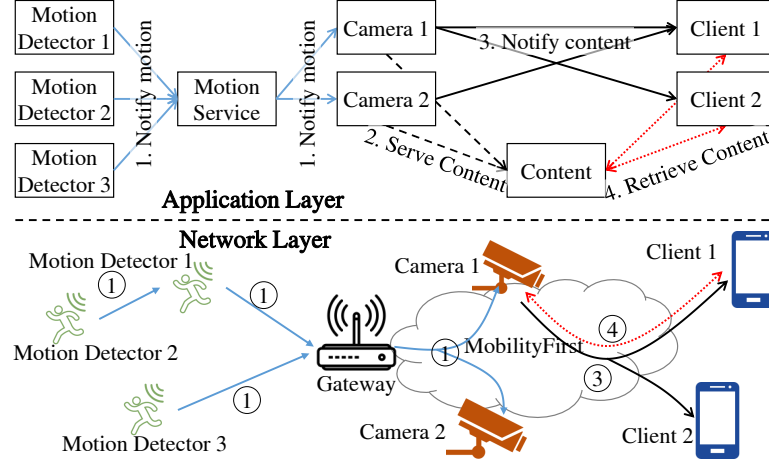 Motion
Detector 1
Motion
Detector 2
Motion
Detector 3
1. Notify motion
Motion
Service
1. Notify motion
Camera 1
Camera 2
3. Notify content
2. Serve Content
Content
4. Retrieve Content
Client 1
Client 2
Application Layer
Network Layer
Motion Detector 1
1
1
Motion Detector 2
1
Motion Detector 3
Gateway
Camera 1
1
MobilityFirst
Camera 2
4
3
Client 1
Client 2